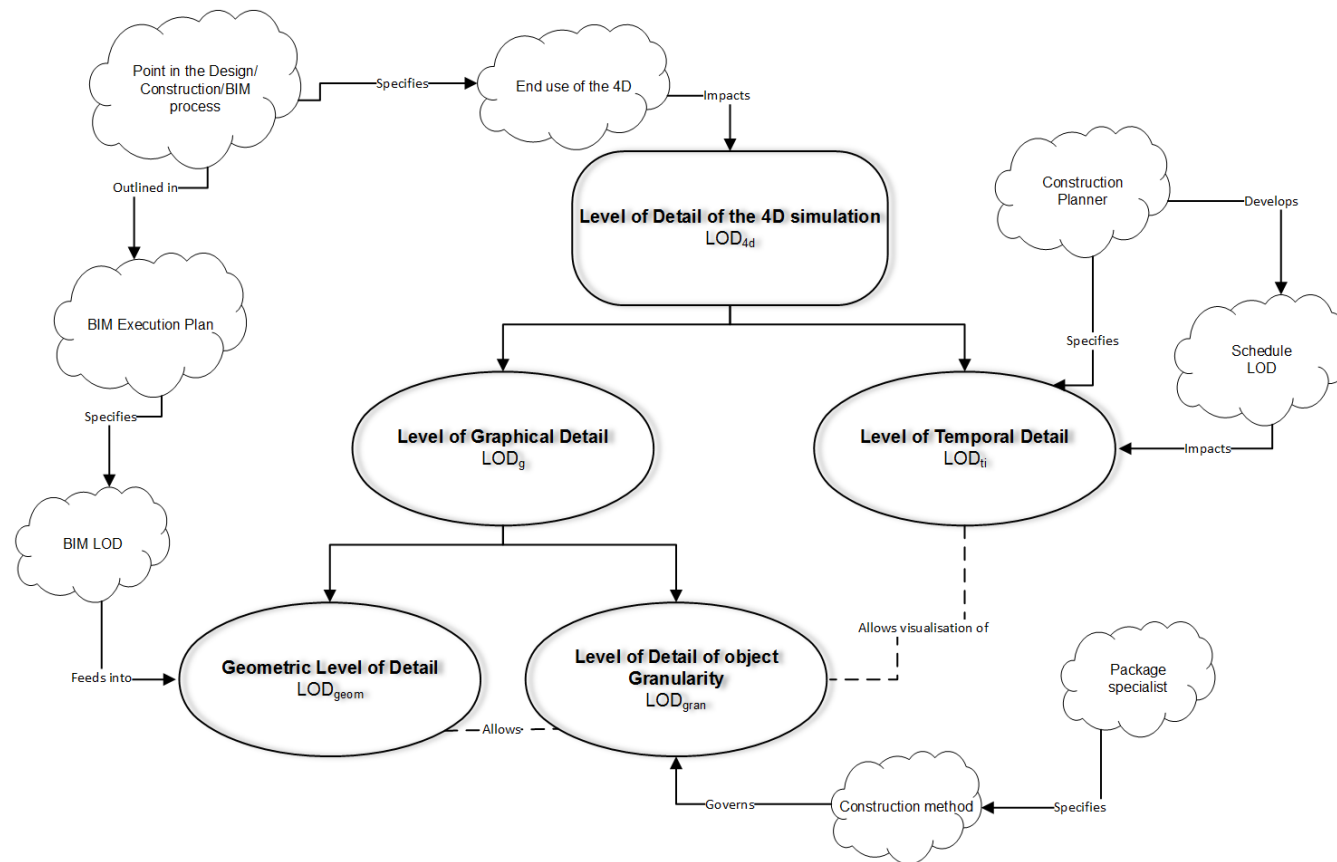 Point in the Design/
Construction/BIM
process
Specifies
End use of the 4D
Impacts
Outlined in
Level of Detail of the 4D simulation
LOD4d
Construction
Planner
Develops
BIM Execution Plan
Specifies
Schedule
LOD
Specifies
Level of Graphical Detail
LODg
Level of Temporal Detail
LODti
Impacts
BIM LOD
Allows visualisation of
Feeds into
Geometric Level of Detail
LODgeom
Level of Detail of object
Granularity
LODgran
Package
specialist
Allows
Governs
Construction method
Specifies